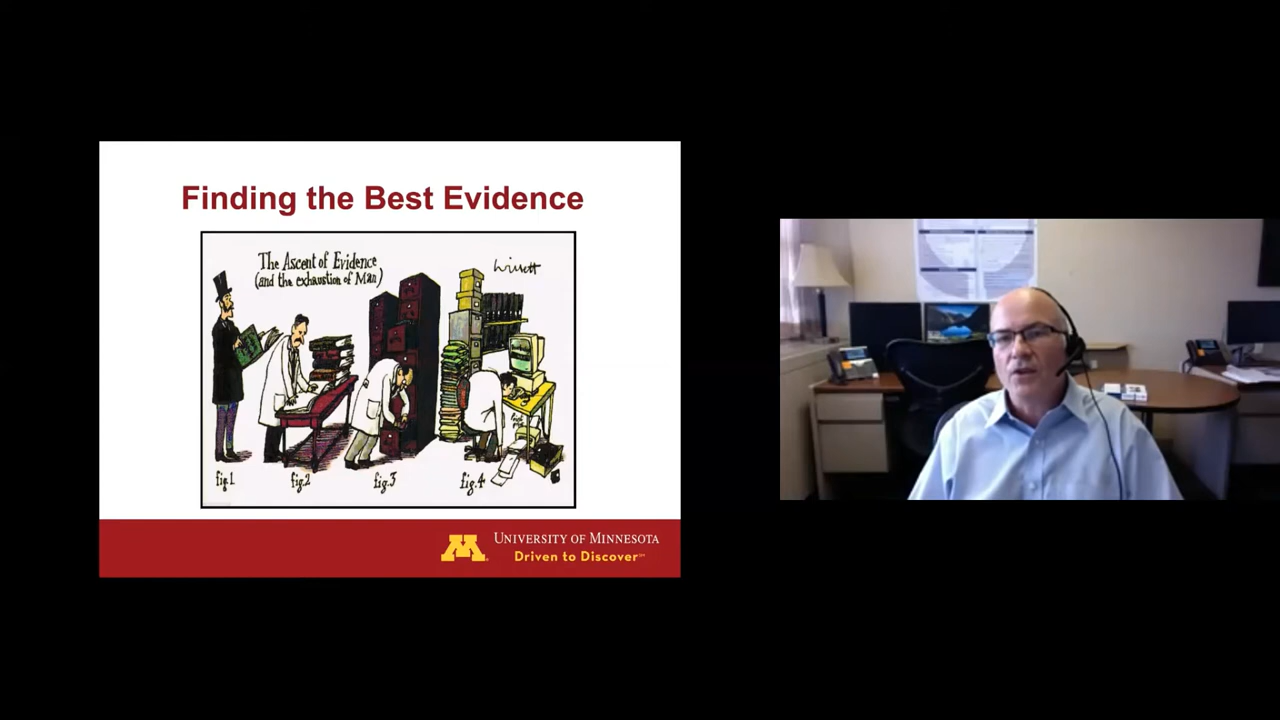 Finding the Best Evidence
The Ascent of Evidence
(and the exhaustion of Man)
fig.1
fig.2
fig.3
fig.4
UNIVERSITY OF MINNESOTA
Driven to Discover℠